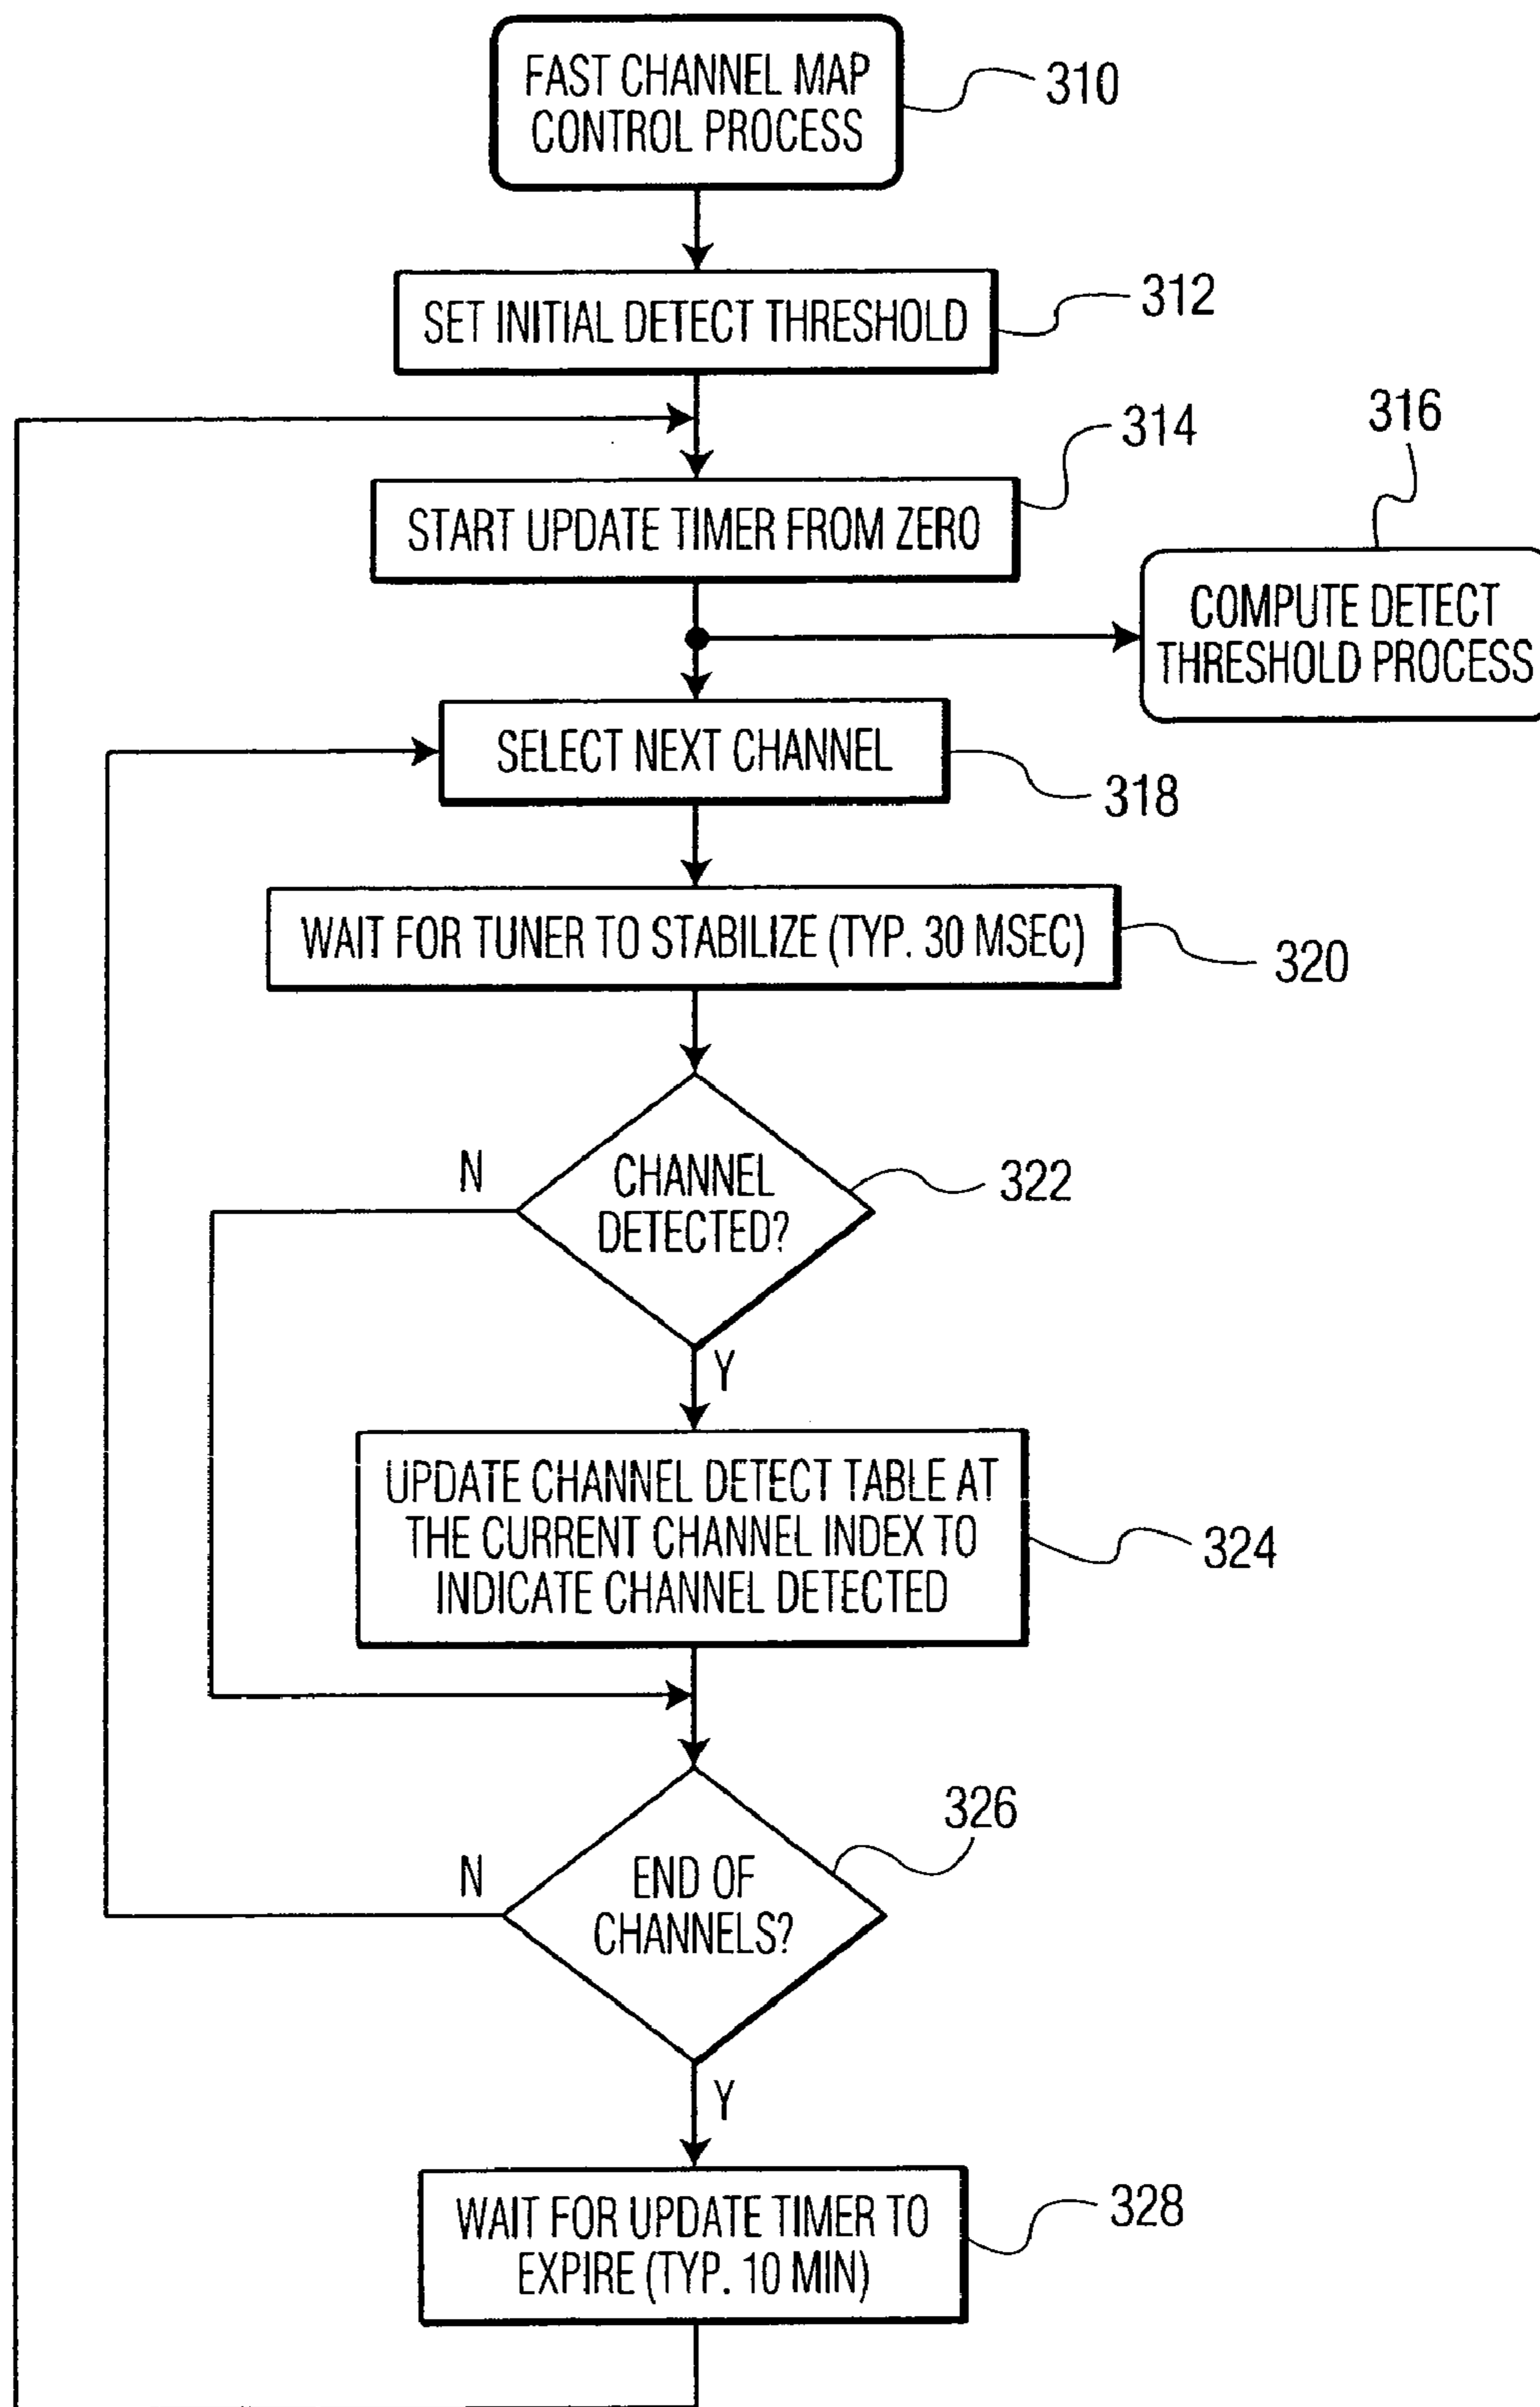 FAST CHANNEL MAP
CONTROL PROCESS
310
SET INITIAL DETECT THRESHOLD
312
START UPDATE TIMER FROM ZERO
314
316
COMPUTE DETECT
THRESHOLD PROCESS
SELECT NEXT CHANNEL
318
WAIT FOR TUNER TO STABILIZE (TYP. 30 MSEC)
320
N
CHANNEL
DETECTED?
322
Y
UPDATE CHANNEL DETECT TABLE AT
THE CURRENT CHANNEL INDEX TO
INDICATE CHANNEL DETECTED
324
326
N
END OF
CHANNELS?
Y
WAIT FOR UPDATE TIMER TO
EXPIRE (TYP. 10 MIN)
328